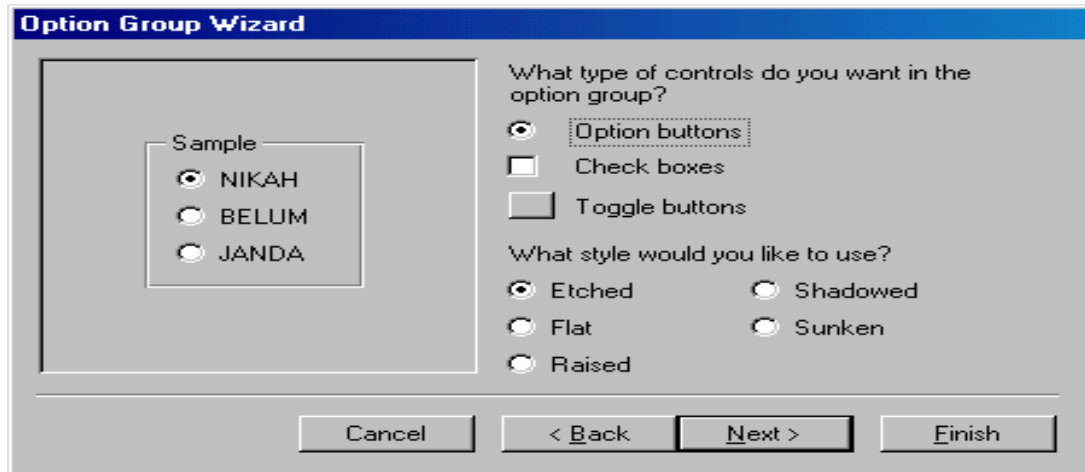 Option Group Wizard
Sample
NIKAH
BELUM
JANDA
What type of controls do you want in the
option group?
Option buttons
Check boxes
Toggle buttons
What style would you like to use?
Etched
Shadowed
Flat
Sunken
Raised
Cancel
< Back
Next >
Finish